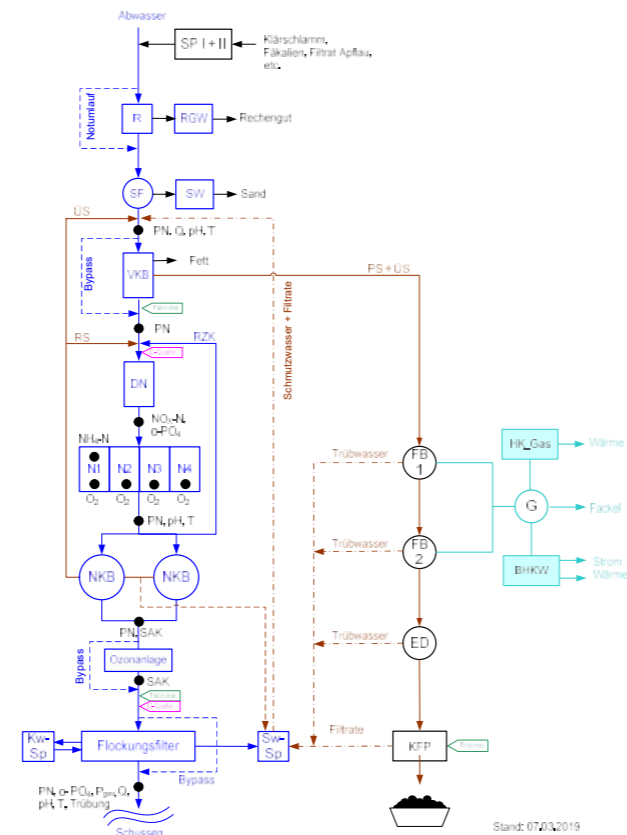 Abwasser
SP I + II
Klärschlamm,
Fäkalien, Filtrat Apflau,
etc.
Notumlauf
R
RGW
Rechengut
SF
SW
Sand
ÜS
PN, Q, pH, T
Bypass
VKB
Fett
PS + ÜS
PN
RS
RZK
Schmutzwasser + Filtrate
DN
NOₓ-N,
o-PO₄
NH₄-N
N1
N2
N3
N4
O₂
O₂
O₂
O₂
PN, pH, T
NKB
NKB
Trübwasser
FB
1
HK_Gas
Wärme
G
Fackel
Trübwasser
FB
2
BHKW
Strom
Wärme
PN, SAK
Ozonanlage
Bypass
SAK
Trübwasser
ED
Kw-
Sp
Flockungsfilter
Sw-
Sp
Filtrate
KFP
Bypass
PN, o-PO₄, Pges, Q,
pH, T, Trübung
Schussen
Stand: 07.03.2019